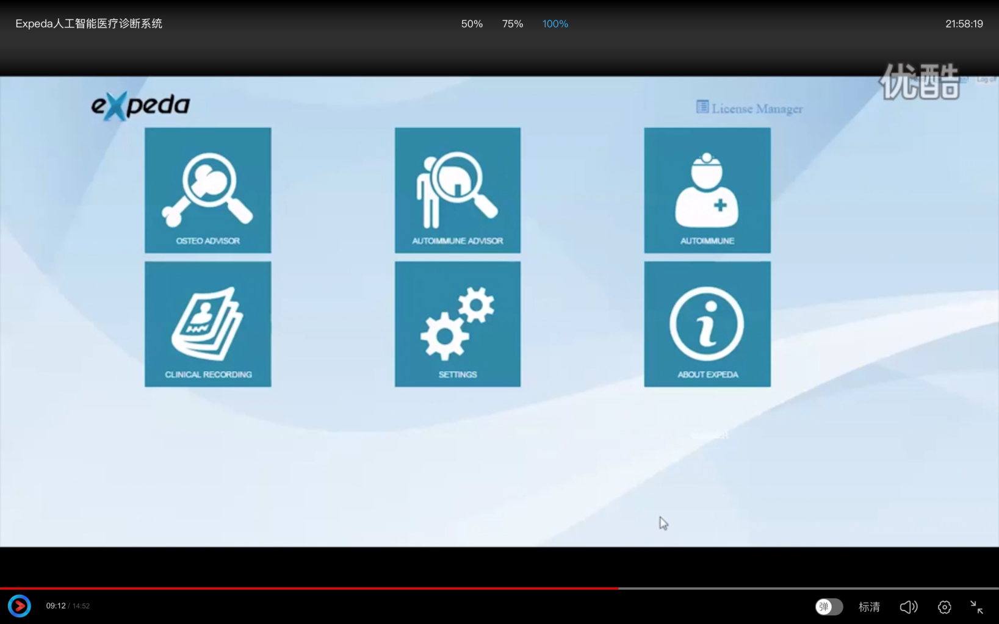 Expeda人工智能医疗诊断系统
50% 75% 100%
21:58:19
优酷
Log off
expeda
License Manager
OSTEO ADVISOR
AUTOIMMUNE ADVISOR
AUTOIMMUNE
CLINICAL RECORDING
SETTINGS
ABOUT EXPEDA
09:12 / 14:52
弹
标清